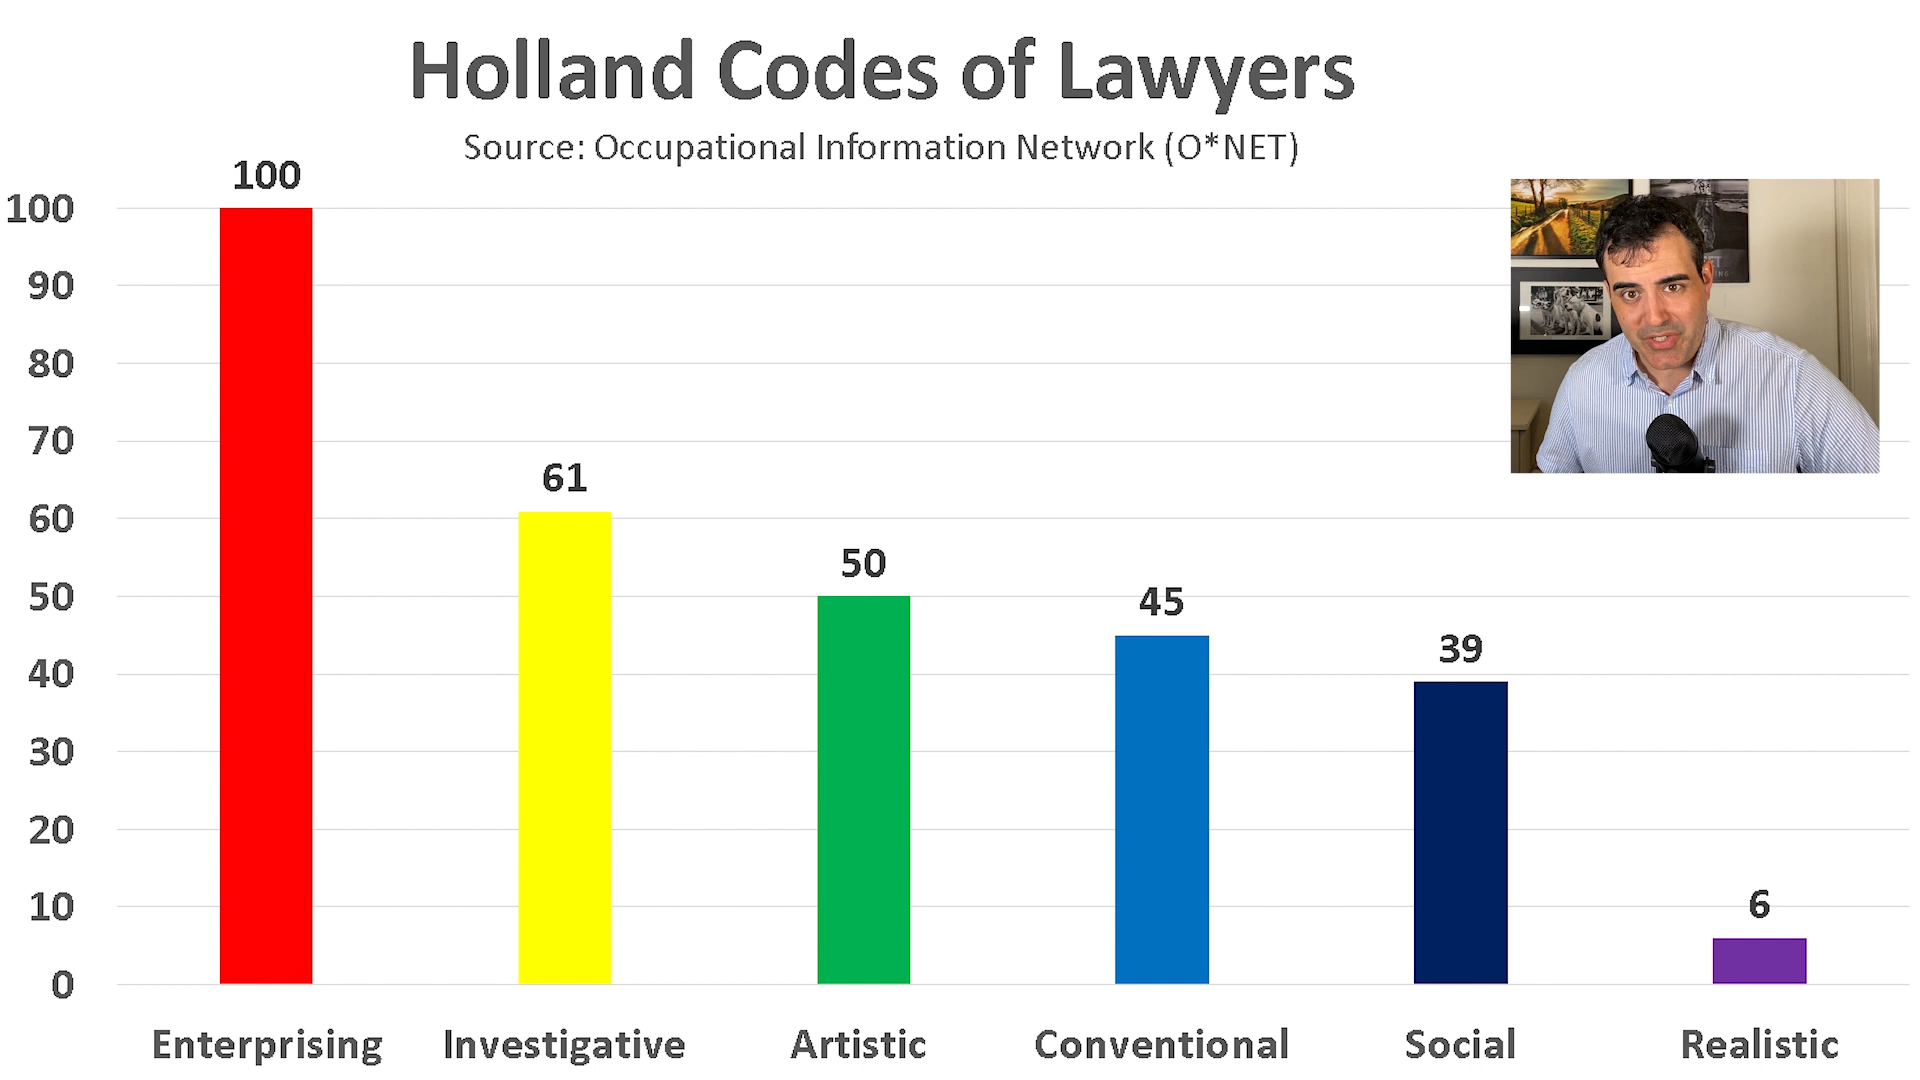 Holland Codes of Lawyers
Source: Occupational Information Network (O*NET)
100
90
80
70
60
50
40
30
20
10
0
100
61
50
45
39
6
Enterprising
Investigative
Artistic
Conventional
Social
Realistic